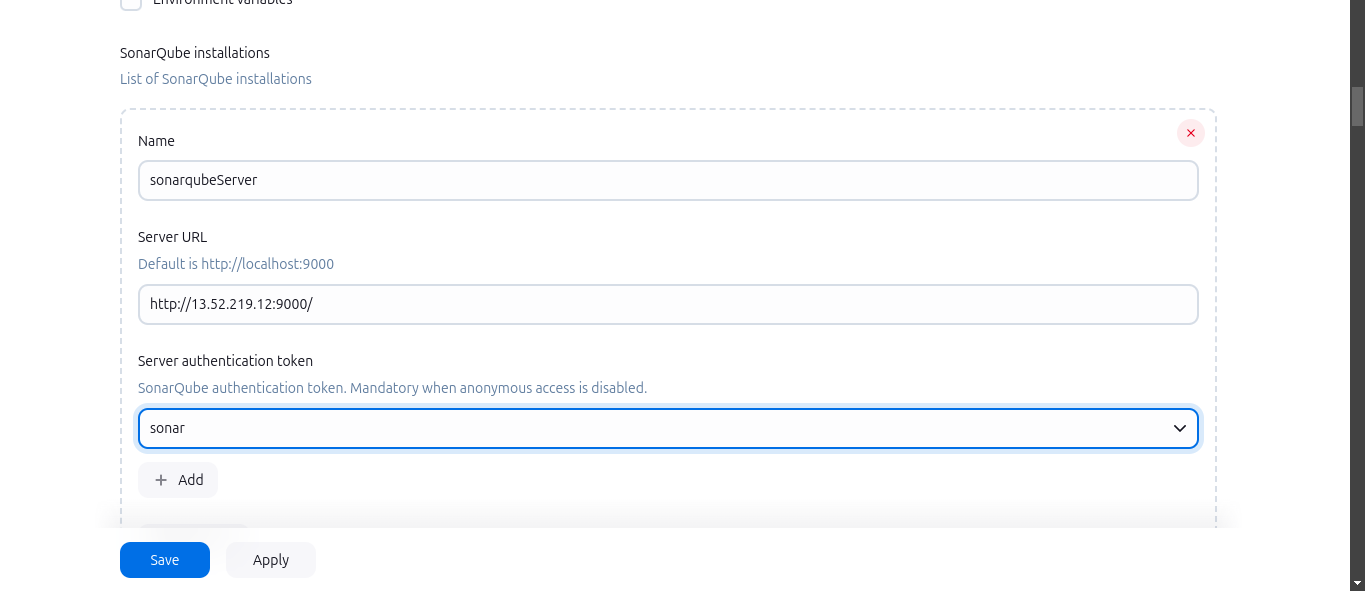 Environment variables
SonarQube installations
List of SonarQube installations
Name
sonarqubeServer
Server URL
Default is http://localhost:9000
http://13.52.219.12:9000/
Server authentication token
SonarQube authentication token. Mandatory when anonymous access is disabled.
sonar
Add
Save
Apply